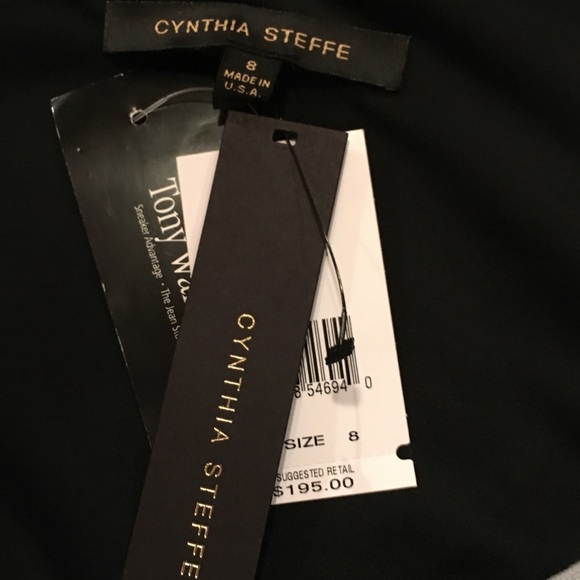 CYNTHIA STEFFE
8
MADE IN
U.S.A.
Tony
Sneaker Advantage · The Jean
CYNTHIA STEFFE
54694 0
SIZE 8
SUGGESTED RETAIL
$195.00